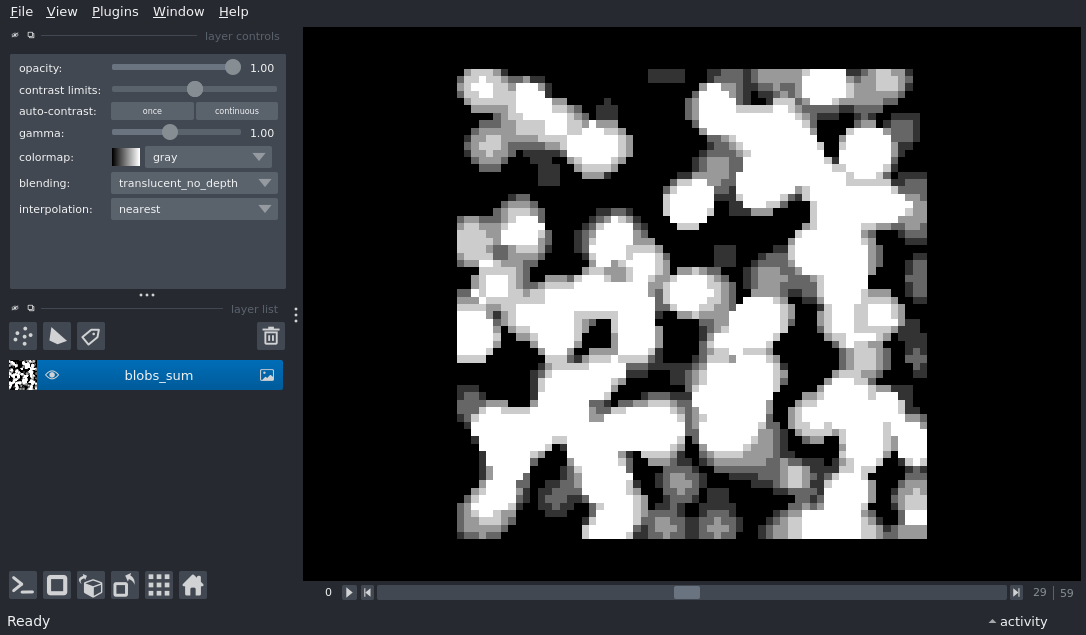 File View Plugins Window Help
layer controls
opacity: 1.00
contrast limits:
auto-contrast: once continuous
gamma: 1.00
colormap: gray
blending: translucent_no_depth
interpolation: nearest
layer list
blobs_sum
0 29 59
Ready activity